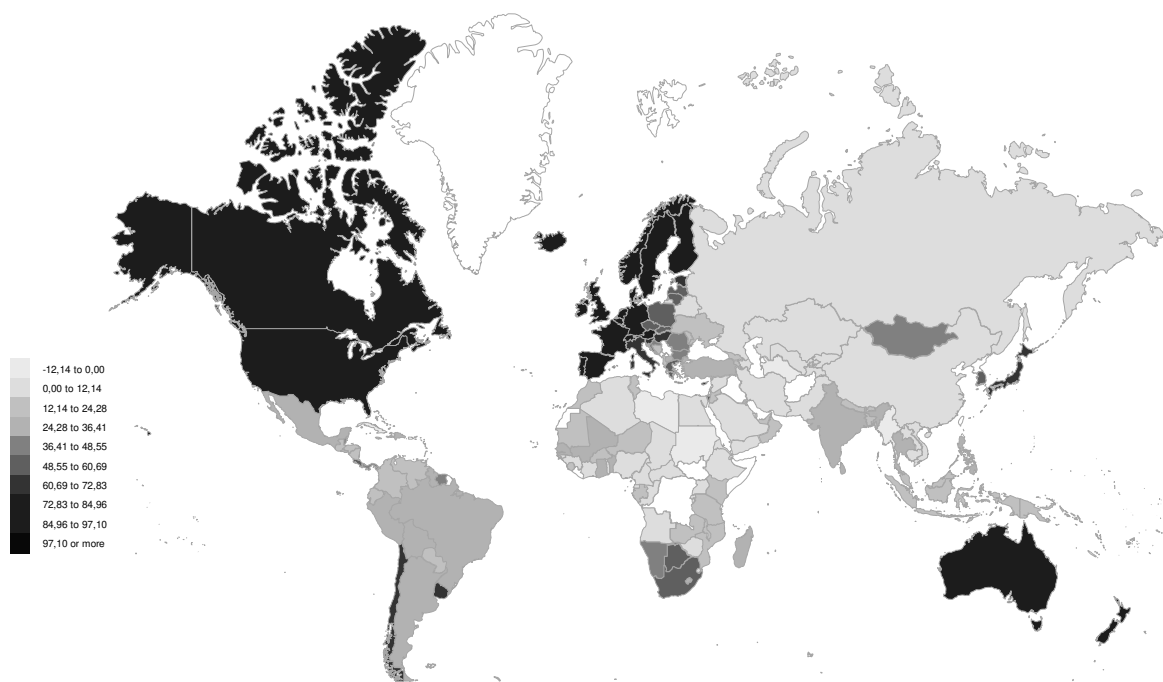 -12,14 to 0,00
0,00 to 12,14
12,14 to 24,28
24,28 to 36,41
36,41 to 48,55
48,55 to 60,69
60,69 to 72,83
72,83 to 84,96
84,96 to 97,10
97,10 or more